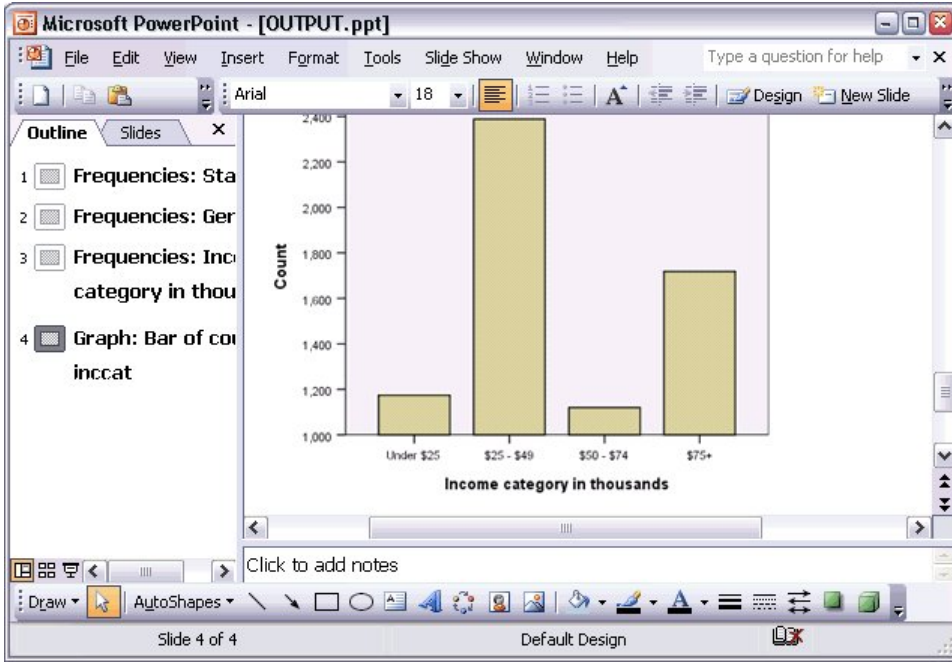 Microsoft PowerPoint - [OUTPUT.ppt]
File Edit View Insert Format Tools Slide Show Window Help Type a question for help
Arial 18 A Design New Slide
Outline Slides
1 Frequencies: Sta
2 Frequencies: Ger
3 Frequencies: Inc
category in thou
4 Graph: Bar of cou
inccat
2,400
2,200
2,000
1,800
1,600
1,400
1,200
1,000
Count
Under $25 $25 - $49 $50 - $74 $75+
Income category in thousands
Click to add notes
Draw AutoShapes A
Slide 4 of 4 Default Design